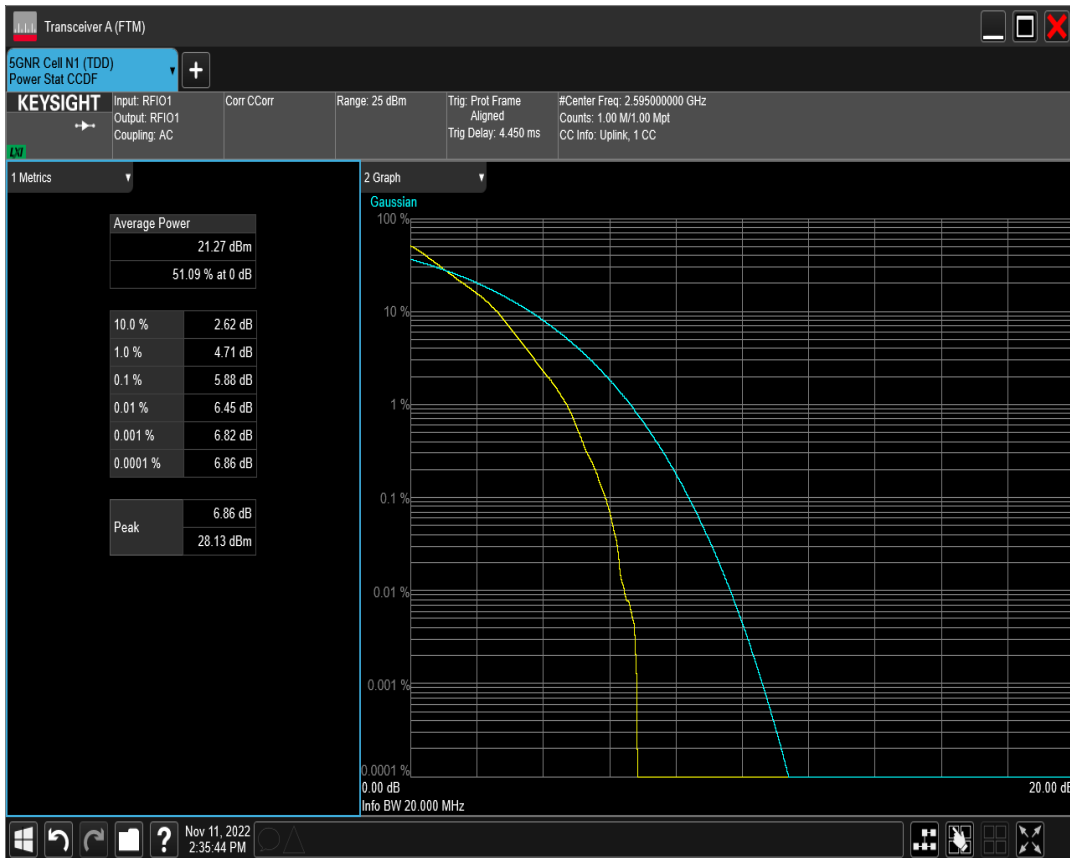 Transceiver A (FTM)
5GNR Cell N1 (TDD)
Power Stat CCDF
KEYSIGHT
LXI
Input: RFIO1
Output: RFIO1
Coupling: AC
Corr CCorr
Range: 25 dBm
Trig: Prot Frame
Aligned
Trig Delay: 4.450 ms
#Center Freq: 2.595000000 GHz
Counts: 1.00 M/1.00 Mpt
CC Info: Uplink, 1 CC
1 Metrics
Average Power
21.27 dBm
51.09 % at 0 dB
10.0 % 2.62 dB
1.0 % 4.71 dB
0.1 % 5.88 dB
0.01 % 6.45 dB
0.001 % 6.82 dB
0.0001 % 6.86 dB
Peak 6.86 dB
28.13 dBm
2 Graph
Gaussian
100 %
10 %
1 %
0.1 %
0.01 %
0.001 %
0.0001 %
0.00 dB 20.00 dB
Info BW 20.000 MHz
Nov 11, 2022
2:35:44 PM